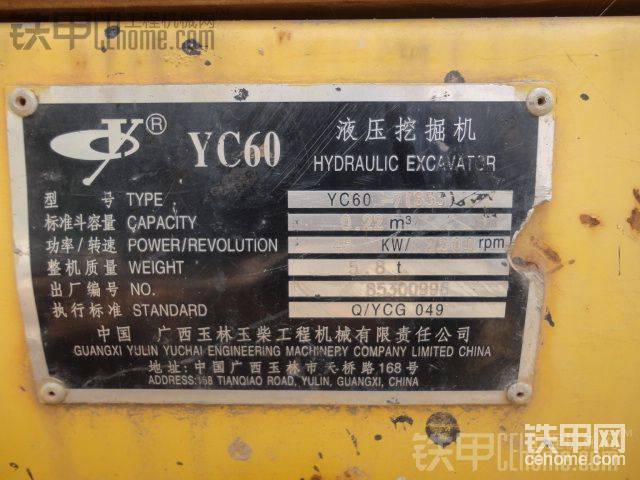 铁甲工程机械网
cehome.com
YC® YC60 液压挖掘机
HYDRAULIC EXCAVATOR
型 号 TYPE YC60
标准斗容量 CAPACITY 0.22 m³
功率/转速 POWER/REVOLUTION KW/ rpm
整机质量 WEIGHT 5.8 t
出厂编号 NO.
执行标准 STANDARD Q/YCG 049
中国 广西玉林玉柴工程机械有限责任公司
GUANGXI YULIN YUCHAI ENGINEERING MACHINERY COMPANY LIMITED CHINA
地址: 中国广西玉林市天桥路168号
ADDRESS:168 TIANQIAO ROAD, YULIN, GUANGXI, CHINA
铁甲 cehome.com
铁甲网
cehome.com